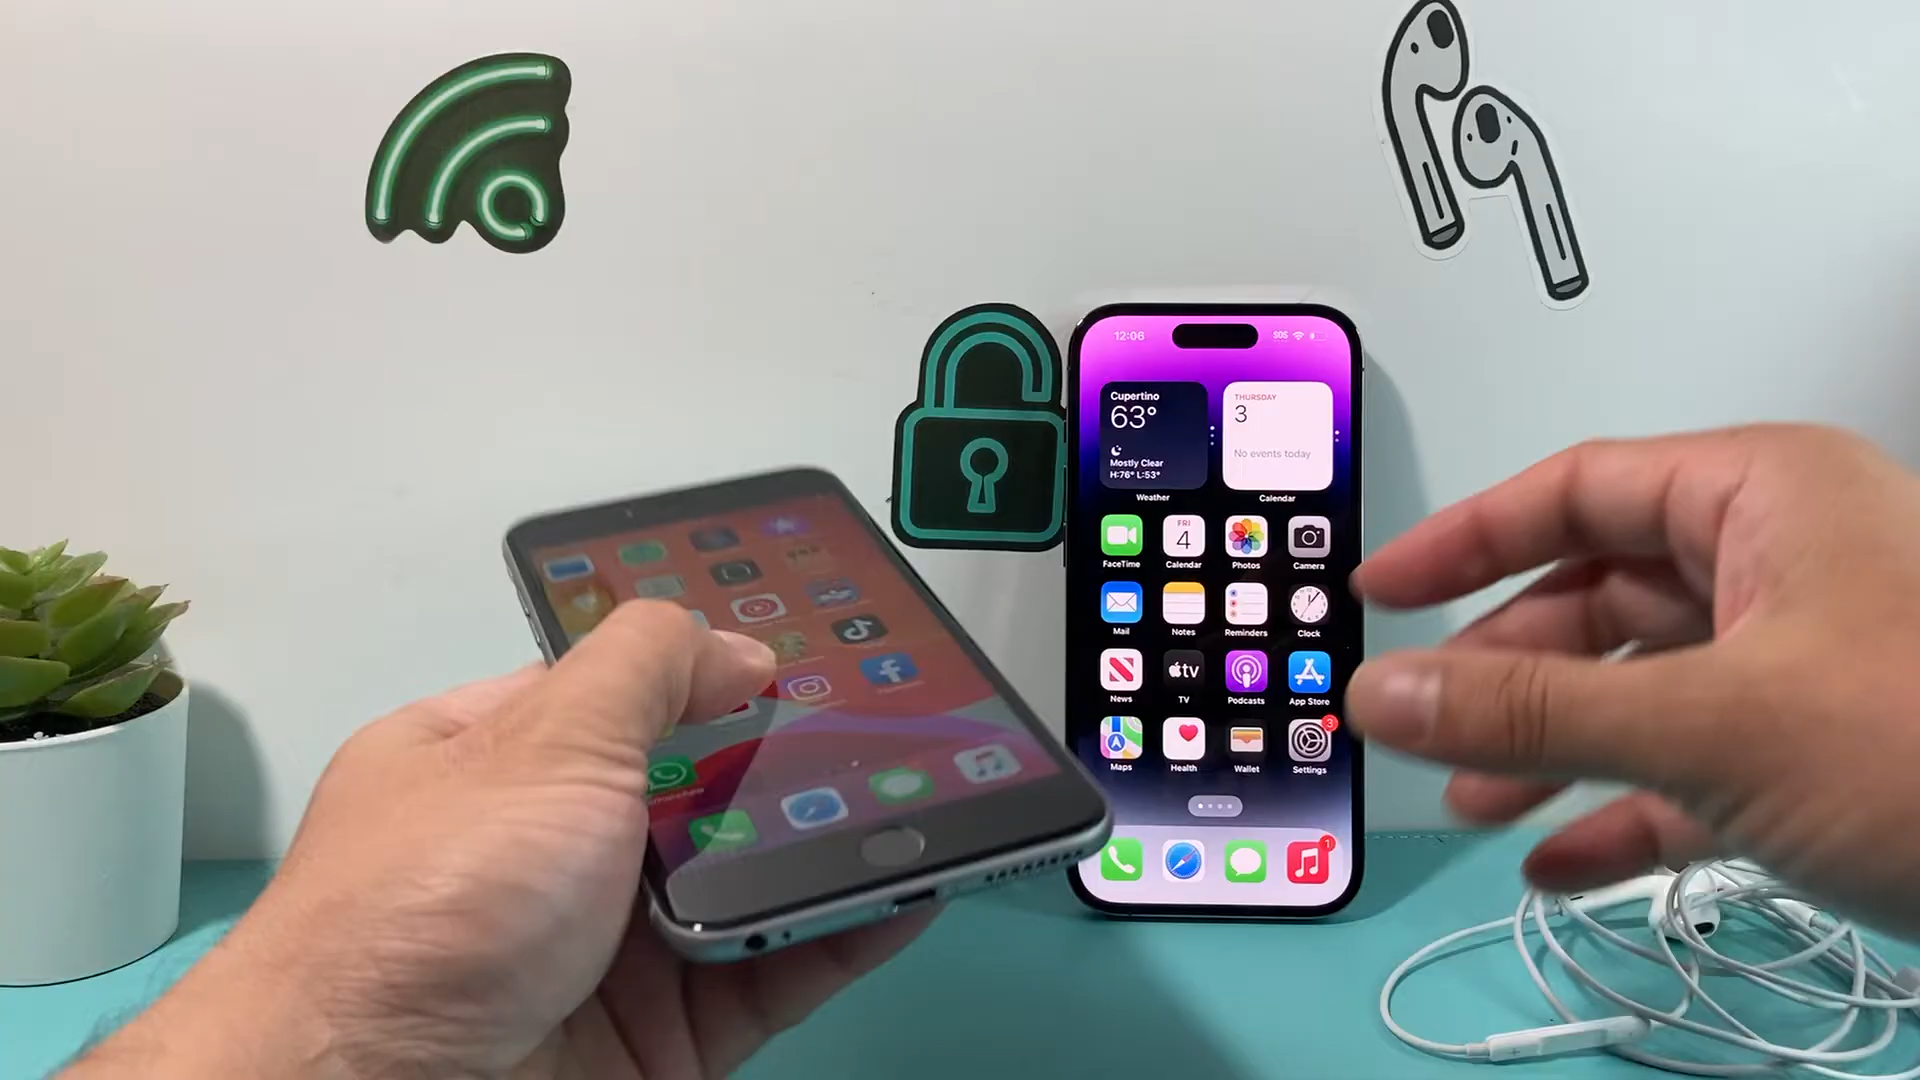 12:06
SOS
Cupertino
63°
Mostly Clear
H:76° L:53°
Weather
THURSDAY
3
No events today
Calendar
FaceTime
FRI
4
Calendar
Photos
Camera
Mail
Notes
Reminders
Clock
News
tv
TV
Podcasts
App Store
Maps
Health
Wallet
3
Settings
1